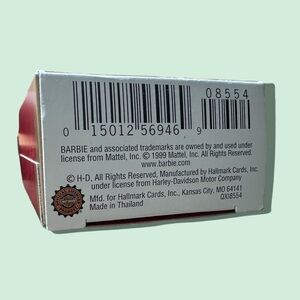 08554
0 15012 56946 9
BARBIE and associated trademarks are owned by and used under
license from Mattel, Inc. © 1999 Mattel, Inc. All Rights Reserved.
www.barbie.com
© H-D, All Rights Reserved, Manufactured by Hallmark Cards, Inc.
under license from Harley-Davidson Motor Company
Mfd. for Hallmark Cards, Inc., Kansas City, MO 64141
Made in Thailand
QXI8554